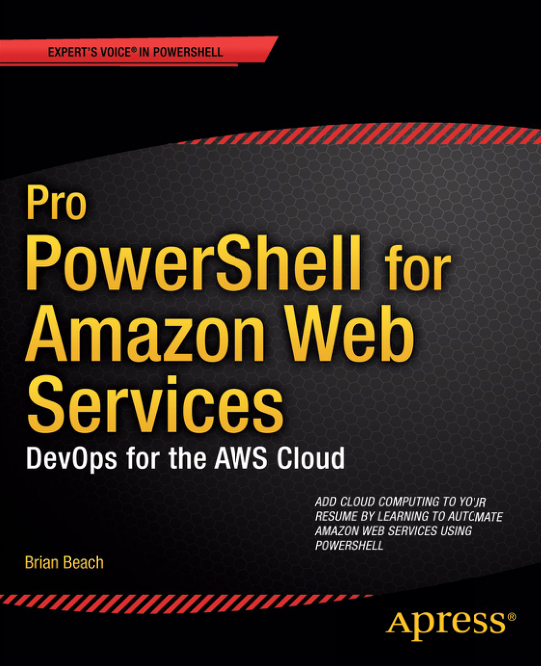 EXPERT'S VOICE® IN POWERSHELL
Pro
PowerShell for
Amazon Web
Services
DevOps for the AWS Cloud
ADD CLOUD COMPUTING TO YOUR
RESUME BY LEARNING TO AUTOMATE
AMAZON WEB SERVICES USING
POWERSHELL
Brian Beach
Apress®